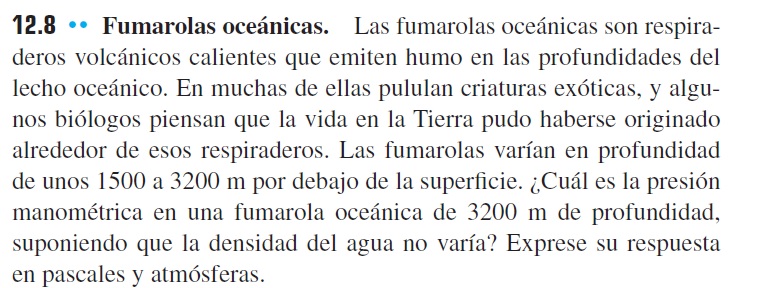 12.8 •• Fumarolas oceánicas. Las fumarolas oceánicas son respira-
deros volcánicos calientes que emiten humo en las profundidades del
lecho oceánico. En muchas de ellas pululan criaturas exóticas, y algu-
nos biólogos piensan que la vida en la Tierra pudo haberse originado
alrededor de esos respiraderos. Las fumarolas varían en profundidad
de unos 1500 a 3200 m por debajo de la superficie. ¿Cuál es la presión
manométrica en una fumarola oceánica de 3200 m de profundidad,
suponiendo que la densidad del agua no varía? Exprese su respuesta
en pascales y atmósferas.